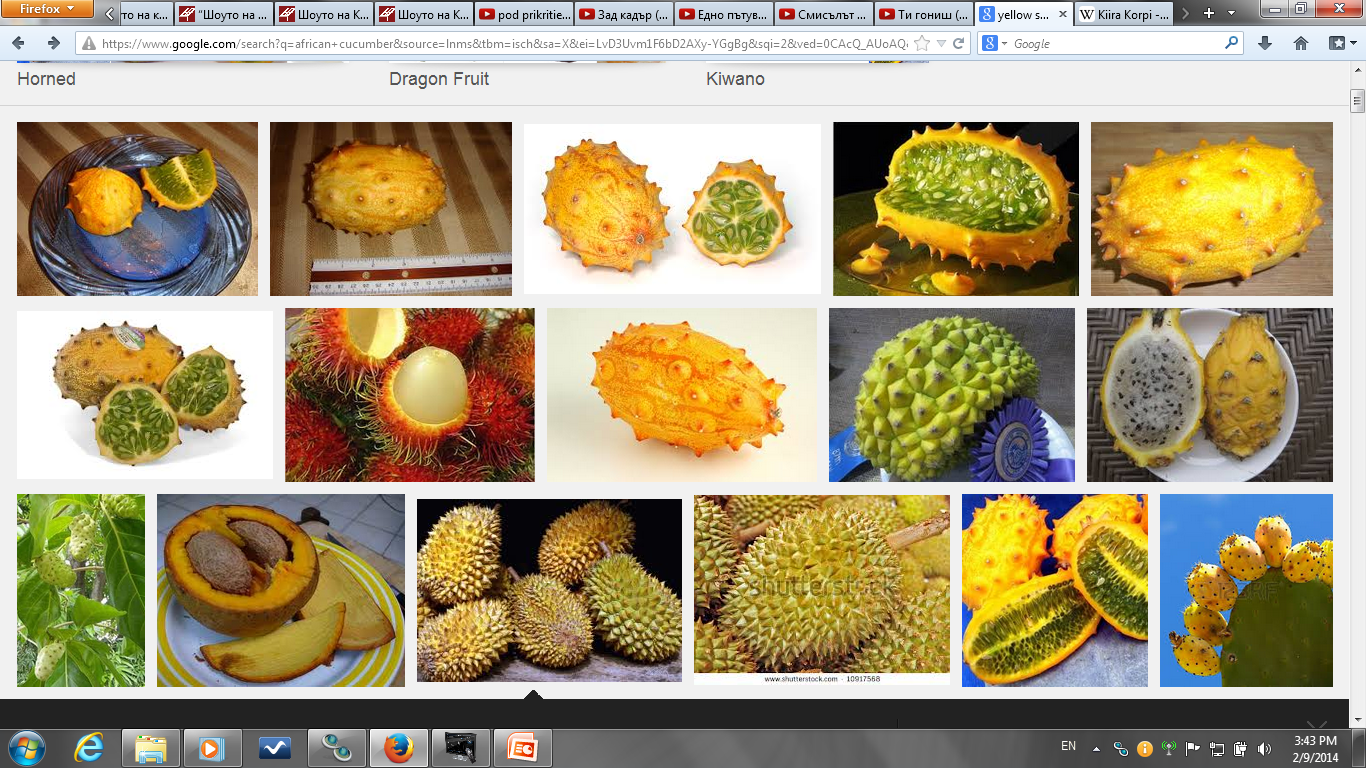 Firefox
то на к...
"Шоуто на ...
Шоуто на К...
Шоуто на К...
pod prikritie...
Зад кадър (...
Едно пътув...
Смисълът ...
Ти гониш (...
yellow s...
Kiira Korpi -...
https://www.google.com/search?q=african+cucumber&source=lnms&tbm=isch&sa=X&ei=LvD3Uvm1F6bD2AXy-YGgBg&sqi=2&ved=0CAcQ_AUoAQ
Google
Horned
Dragon Fruit
Kiwano
shutterstock
www.shutterstock.com · 10917568
EN
3:43 PM
2/9/2014